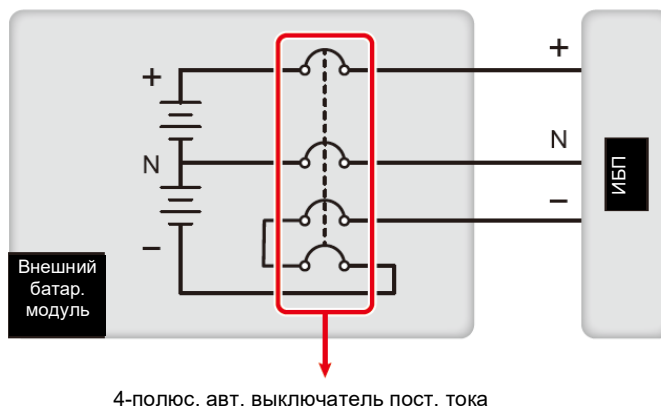 +
+
N
N
ИБП
−
−
Внешний
батар.
модуль
4-полюс. авт. выключатель пост. тока